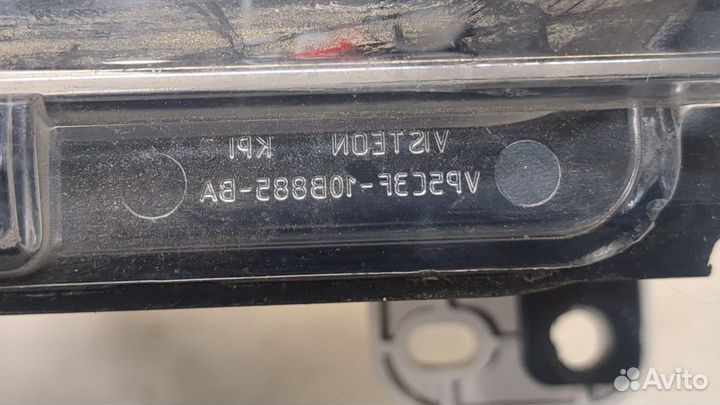 VISTEON KPI
VP5C3F-10B885-BA
Avito